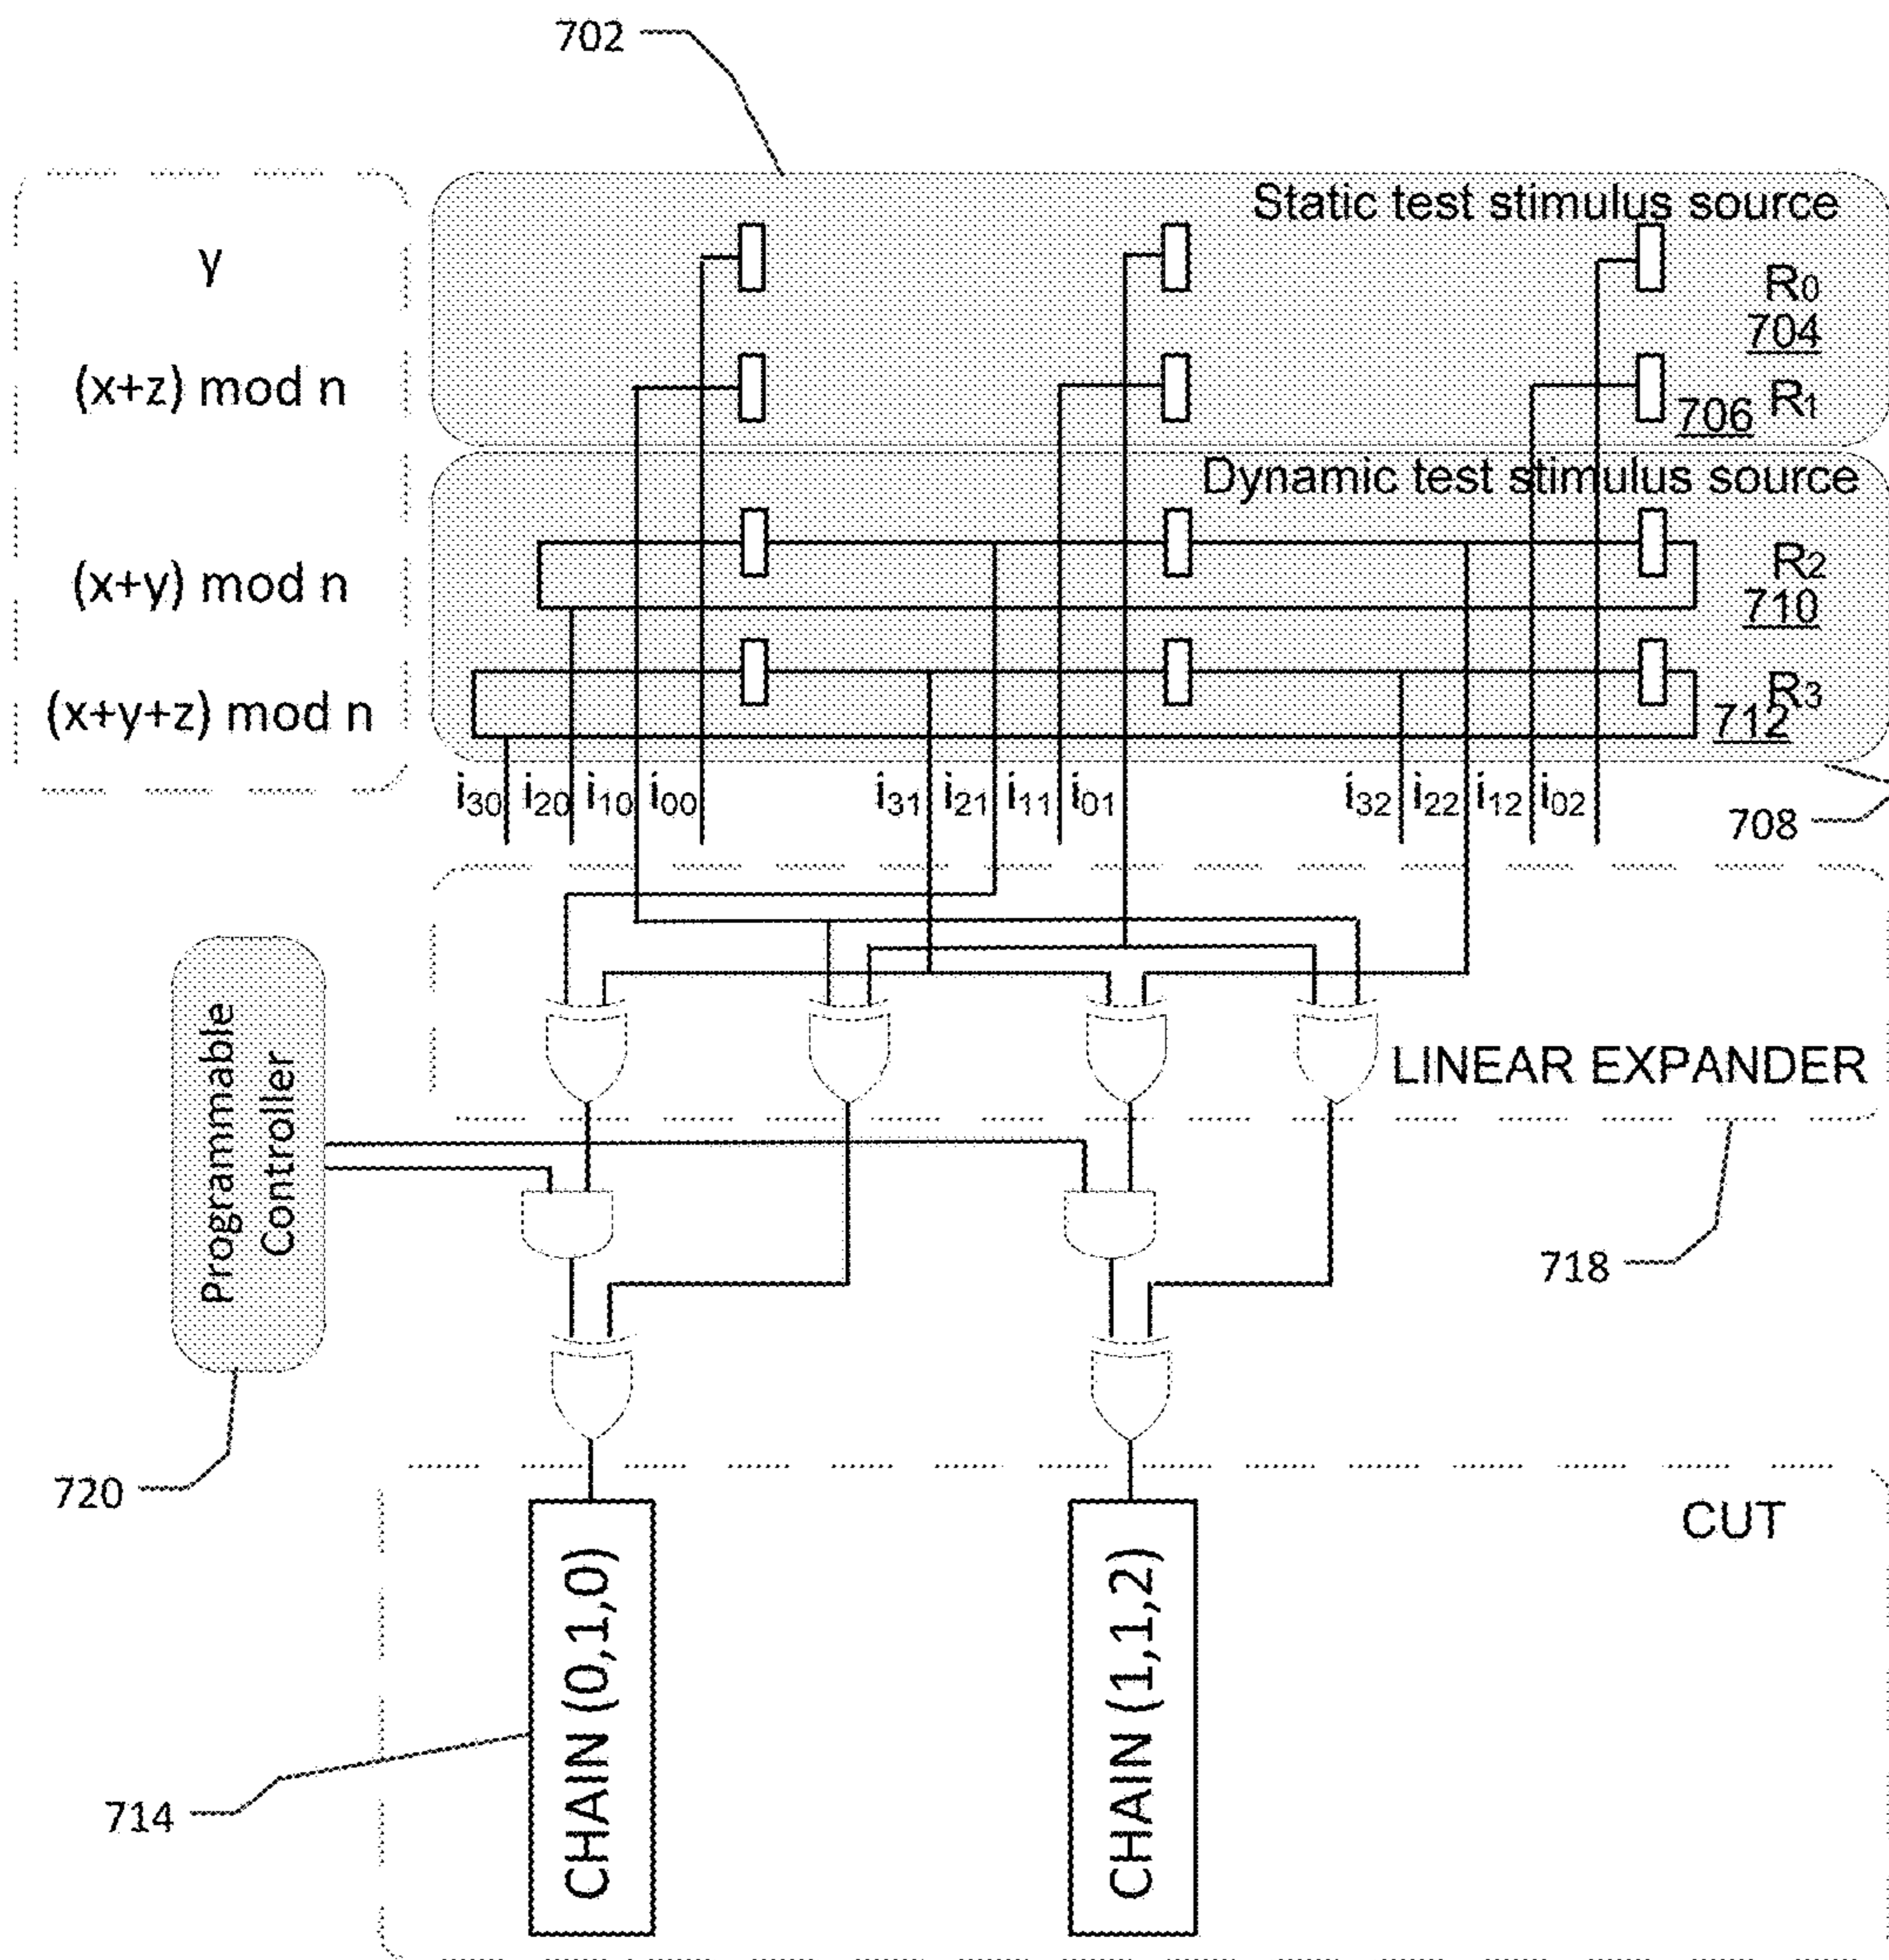 702
Static test stimulus source
y
R0
704
(x+z) mod n
706 R1
Dynamic test stimulus source
(x+y) mod n
R2
710
(x+y+z) mod n
R3
712
i30 i20 i10 i00 i31 i21 i11 i01 i32 i22 i12 i02
708
Programmable
Controller
LINEAR EXPANDER
718
720
CUT
CHAIN (0,1,0)
CHAIN (1,1,2)
714